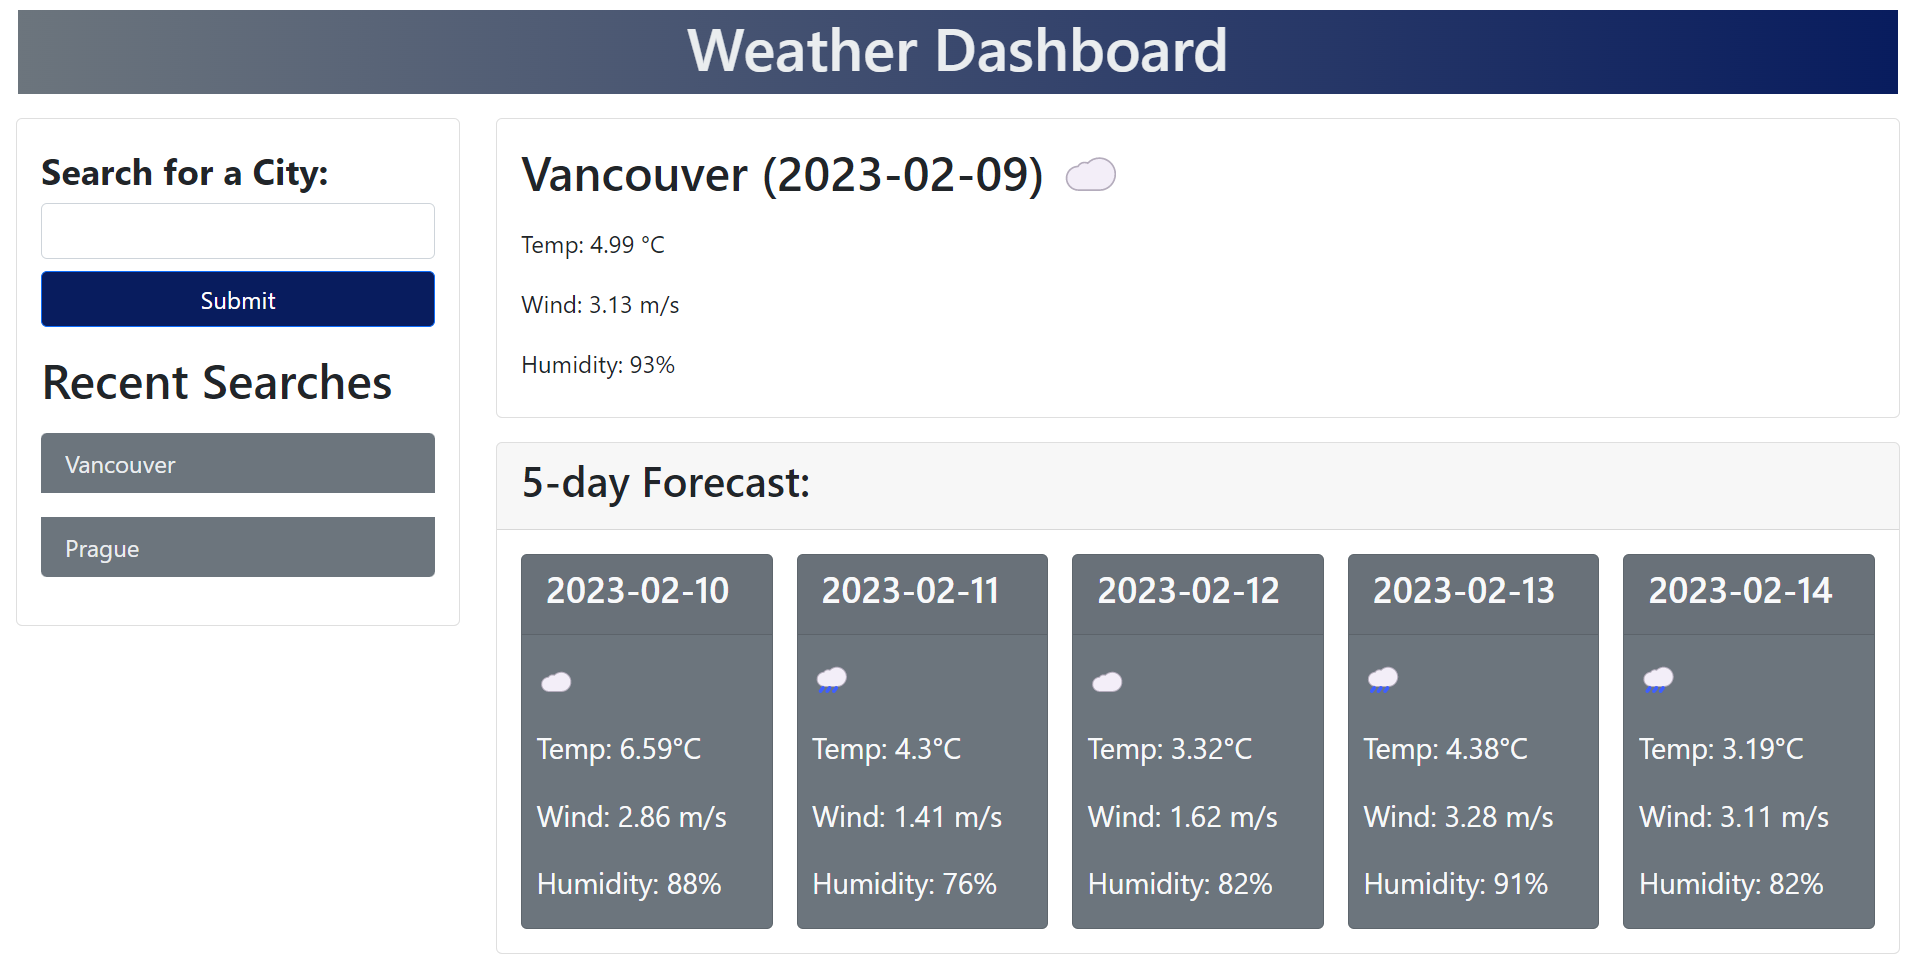 Weather Dashboard
Search for a City:
Submit
Recent Searches
Vancouver
Prague
Vancouver (2023-02-09)
Temp: 4.99 °C
Wind: 3.13 m/s
Humidity: 93%
5-day Forecast:
2023-02-10
Temp: 6.59°C
Wind: 2.86 m/s
Humidity: 88%
2023-02-11
Temp: 4.3°C
Wind: 1.41 m/s
Humidity: 76%
2023-02-12
Temp: 3.32°C
Wind: 1.62 m/s
Humidity: 82%
2023-02-13
Temp: 4.38°C
Wind: 3.28 m/s
Humidity: 91%
2023-02-14
Temp: 3.19°C
Wind: 3.11 m/s
Humidity: 82%